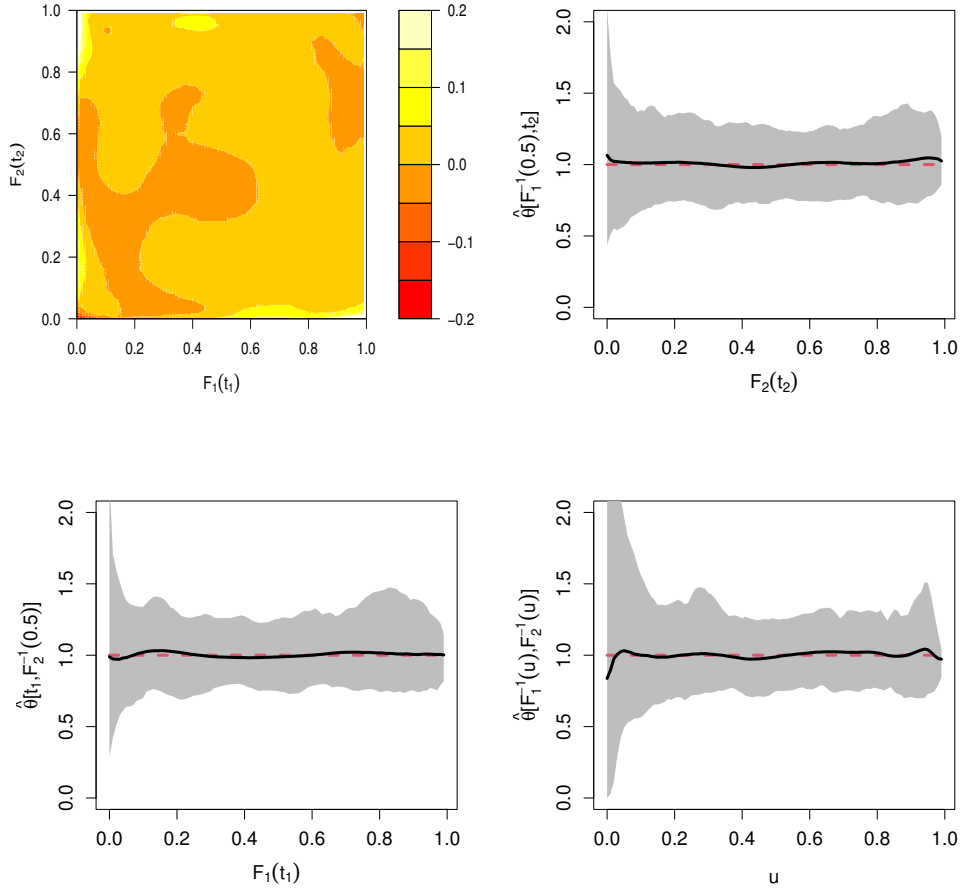 1.0
0.8
0.6
0.4
0.2
0.0
F₂(t₂)
0.0 0.2 0.4 0.6 0.8 1.0
F₁(t₁)
0.2
0.1
0.0
−0.1
−0.2
2.0
1.5
1.0
0.5
0.0
θ̂[F₁⁻¹(0.5),t₂]
0.0 0.2 0.4 0.6 0.8 1.0
F₂(t₂)
2.0
1.5
1.0
0.5
0.0
θ̂[t₁,F₂⁻¹(0.5)]
0.0 0.2 0.4 0.6 0.8 1.0
F₁(t₁)
2.0
1.5
1.0
0.5
0.0
θ̂[F₁⁻¹(u),F₂⁻¹(u)]
0.0 0.2 0.4 0.6 0.8 1.0
u